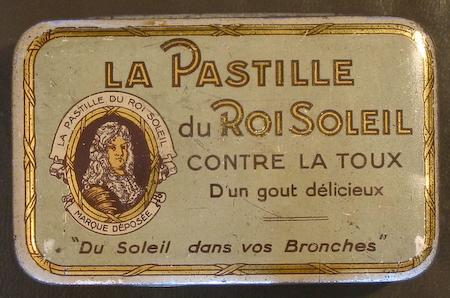 LA PASTILLE
du ROI SOLEIL
CONTRE LA TOUX
D'un gout délicieux
LA PASTILLE DU ROI SOLEIL
MARQUE DÉPOSÉE
"Du Soleil dans vos Bronches"